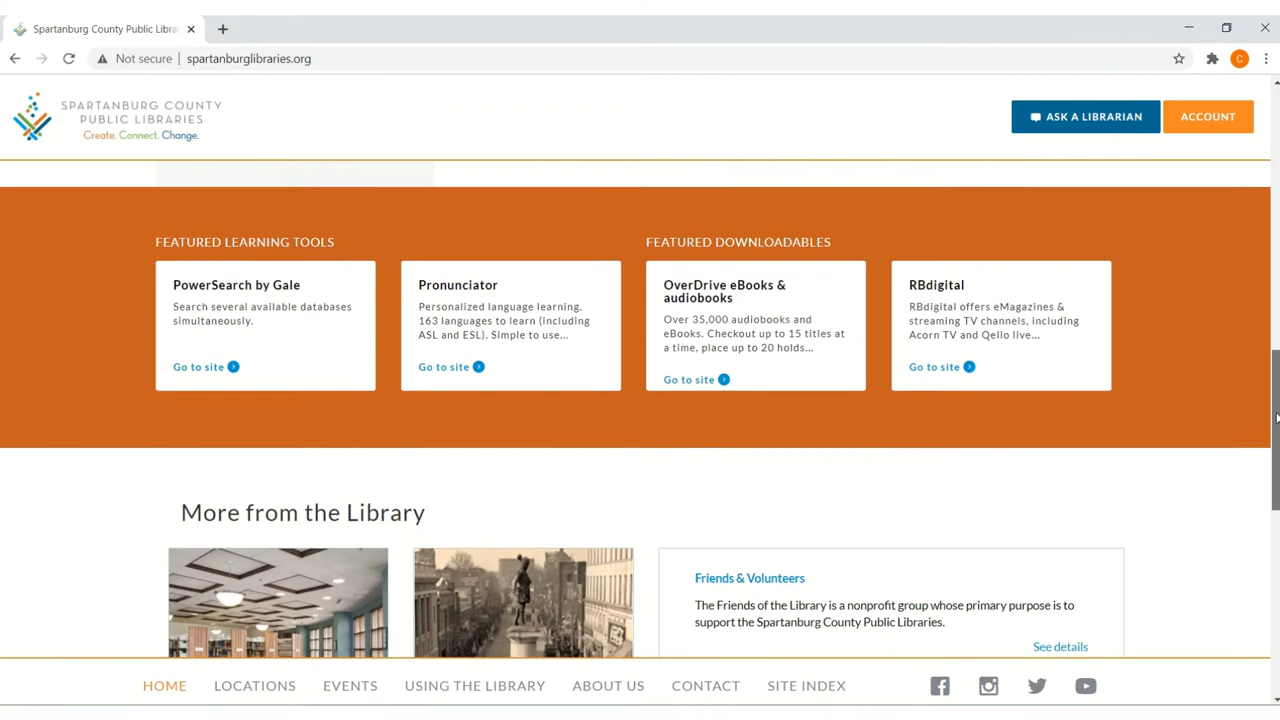 Spartanburg County Public Libra
Not secure
spartanburglibraries.org
C
SPARTANBURG COUNTY
PUBLIC LIBRARIES
Create. Connect. Change.
ASK A LIBRARIAN
ACCOUNT
FEATURED LEARNING TOOLS
PowerSearch by Gale
Search several available databases
simultaneously.
Go to site
Pronunciator
Personalized language learning.
163 languages to learn (including
ASL and ESL). Simple to use...
Go to site
FEATURED DOWNLOADABLES
OverDrive eBooks &
audiobooks
Over 35,000 audiobooks and
eBooks. Checkout up to 15 titles at
a time, place up to 20 holds...
Go to site
RBdigital
RBdigital offers eMagazines &
streaming TV channels, including
Acorn TV and Qello live...
Go to site
More from the Library
Friends & Volunteers
The Friends of the Library is a nonprofit group whose primary purpose is to
support the Spartanburg County Public Libraries.
See details
HOME
LOCATIONS
EVENTS
USING THE LIBRARY
ABOUT US
CONTACT
SITE INDEX